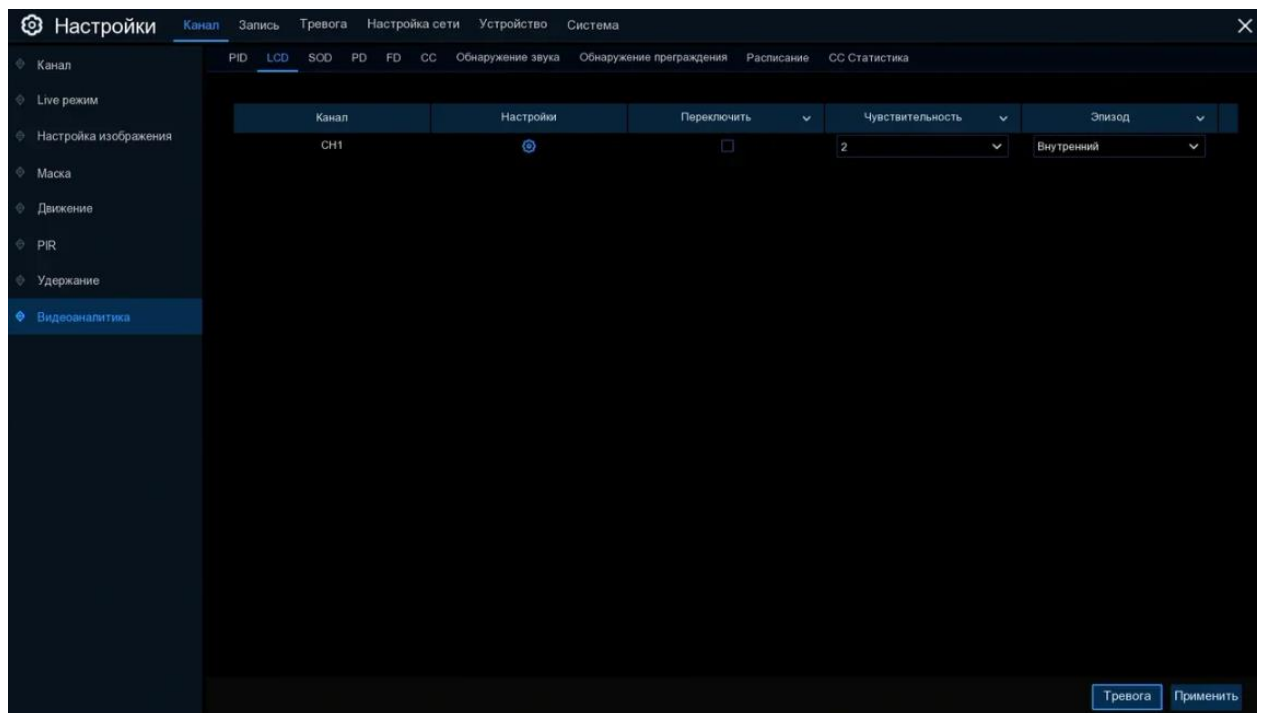 Настройки Канал Запись Тревога Настройка сети Устройство Система
PID LCD SOD PD FD CC Обнаружение звука Обнаружение преграждения Расписание CC Статистика
Канал
Live режим
Настройка изображения
Маска
Движение
PIR
Удержание
Видеоаналитика
Канал Настройки Переключить Чувствительность Эпизод
CH1 2 Внутренний
Тревога Применить